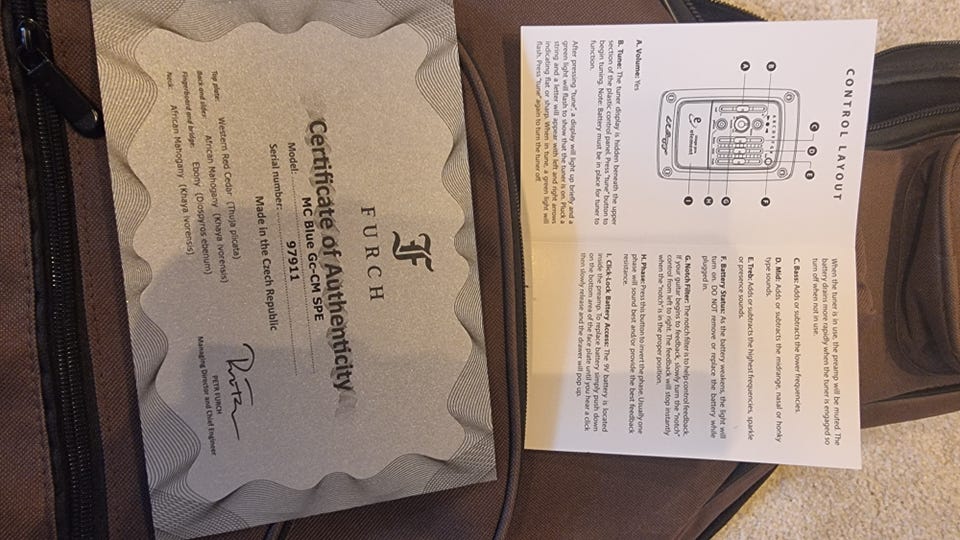 FURCH
Certificate of Authenticity
Model: MC Blue Gc-CM SPE
Serial number: 97911
Made in the Czech Republic
PETR FURCH
Managing Director and Chief Engineer
Top plate: Western Red Cedar (Thuja plicata)
Back and sides: African Mahogany (Khaya ivorensis)
Fingerboard and bridge: Ebony (Diospyros ebenum)
Neck: African Mahogany (Khaya ivorensis)
CONTROL LAYOUT
A
B
C
D
E
F
G
H
I
element
A. Volume: Yes
B. Tune: The tuner display is hidden beneath the upper
section of the plastic control panel. Press "tune" button to
begin tuning. Note: Battery must be in place for tuner to
function.
After pressing "tune", a display will light up briefly and a
green light will flash to show that the tuner is on. Pluck a
string and a letter will appear with left and right arrows
indicating flat or sharp. When in tune, a green light will
flash. Press "tune" again to turn the tuner off.
When the tuner is in use, the preamp will be muted. The
battery drains more rapidly when the tuner is engaged so
turn off when not in use.
C. Bass: Adds or subtracts the lower frequencies.
D. Mid: Adds or subtracts the midrange, nasal or honky
type sounds.
E. Treb: Adds or subtracts the highest frequencies, sparkle
or presence sounds.
F. Battery Status: As the battery weakens, the light will
turn on. DO NOT remove or replace the battery while
plugged in.
G. Notch Filter: The notch filter is to help control feedback.
If your guitar begins to feedback, slowly turn the "notch"
control from left to right. The feedback will stop instantly
when the "notch" is in the proper position.
H. Phase: Press this button to invert the phase. Usually one
phase will sound best and/or provide the best feedback
resistance.
I. Click-Lock Battery Access: The 9V battery is located
inside the preamp. To replace battery simply push down
on the bottom area of the face plate until you hear a click
then slowly release and the drawer will pop up.